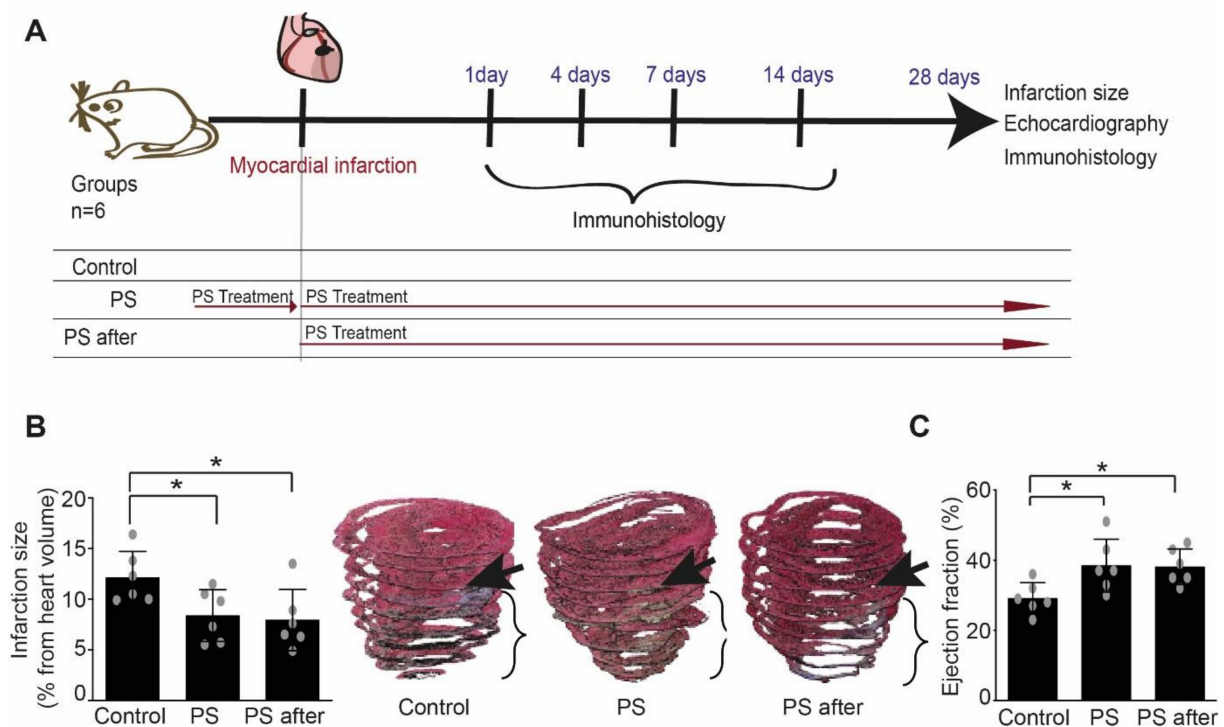 A
1day
4 days
7 days
14 days
28 days
Infarction size
Echocardiography
Immunohistology
Myocardial infarction
Groups
n=6
Immunohistology
Control
PS
PS Treatment
PS Treatment
PS after
PS Treatment
B
Infarction size
(% from heart volume)
20
15
10
5
0
*
*
Control
PS
PS after
Control
PS
PS after
C
Ejection fraction (%)
60
40
20
0
*
*
Control
PS
PS after